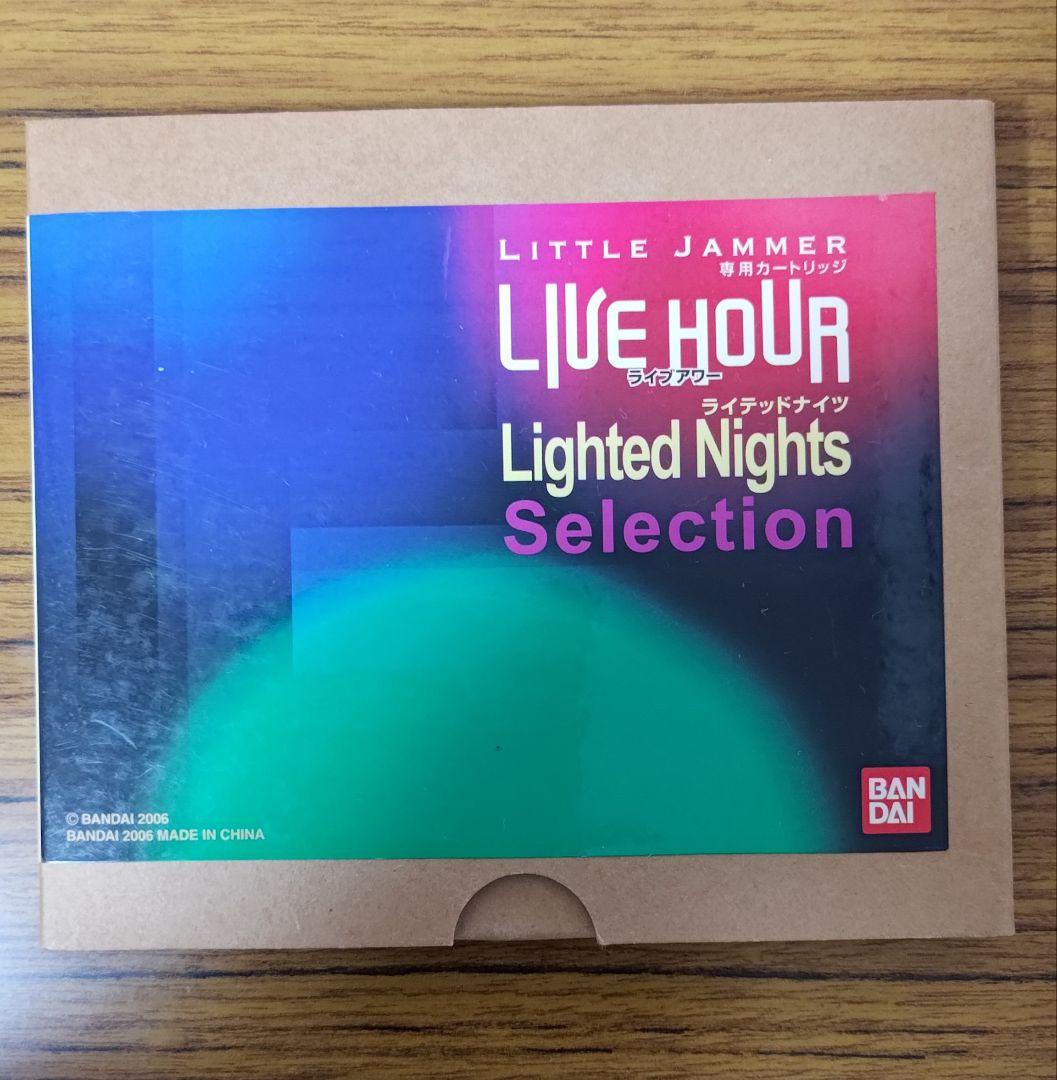 LITTLE JAMMER
専用カートリッジ
LIVE HOUR
ライブアワー
ライテッドナイツ
Lighted Nights
Selection
© BANDAI 2006
BANDAI 2006 MADE IN CHINA
BAN
DAI